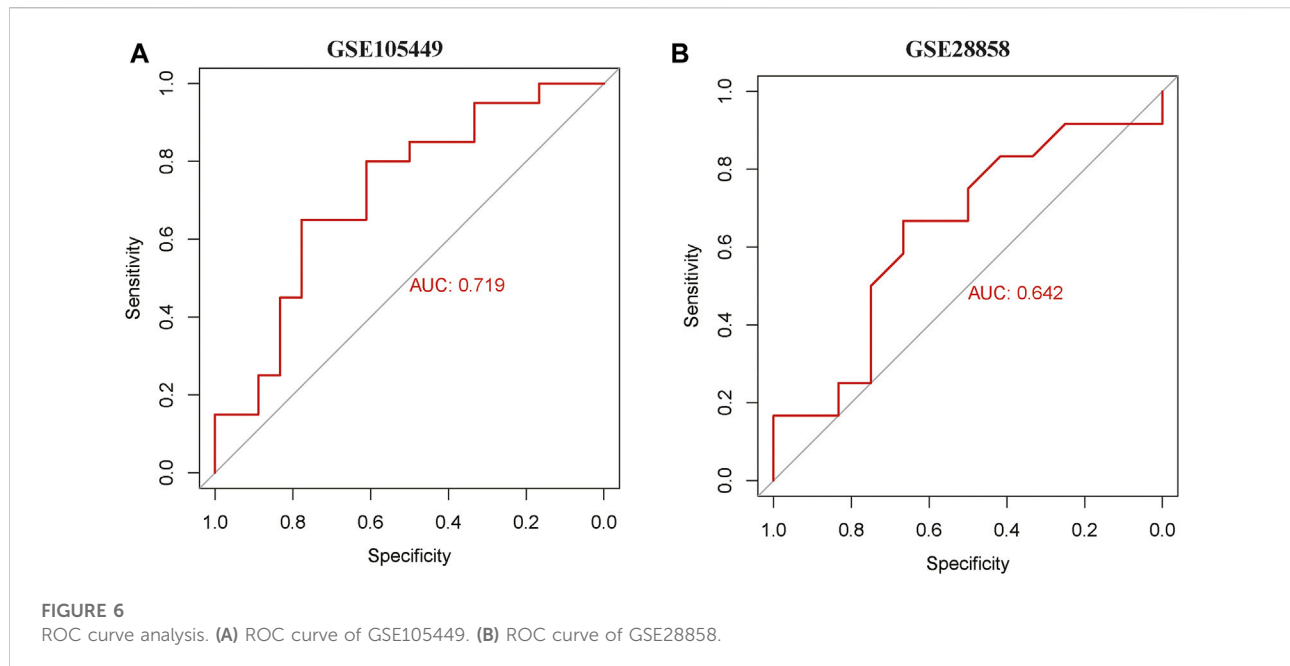 A
GSE105449
1.0
0.8
0.6
0.4
0.2
0.0
Sensitivity
AUC: 0.719
1.0 0.8 0.6 0.4 0.2 0.0
Specificity
B
GSE28858
1.0
0.8
0.6
0.4
0.2
0.0
Sensitivity
AUC: 0.642
1.0 0.8 0.6 0.4 0.2 0.0
Specificity
FIGURE 6
ROC curve analysis. (A) ROC curve of GSE105449. (B) ROC curve of GSE28858.